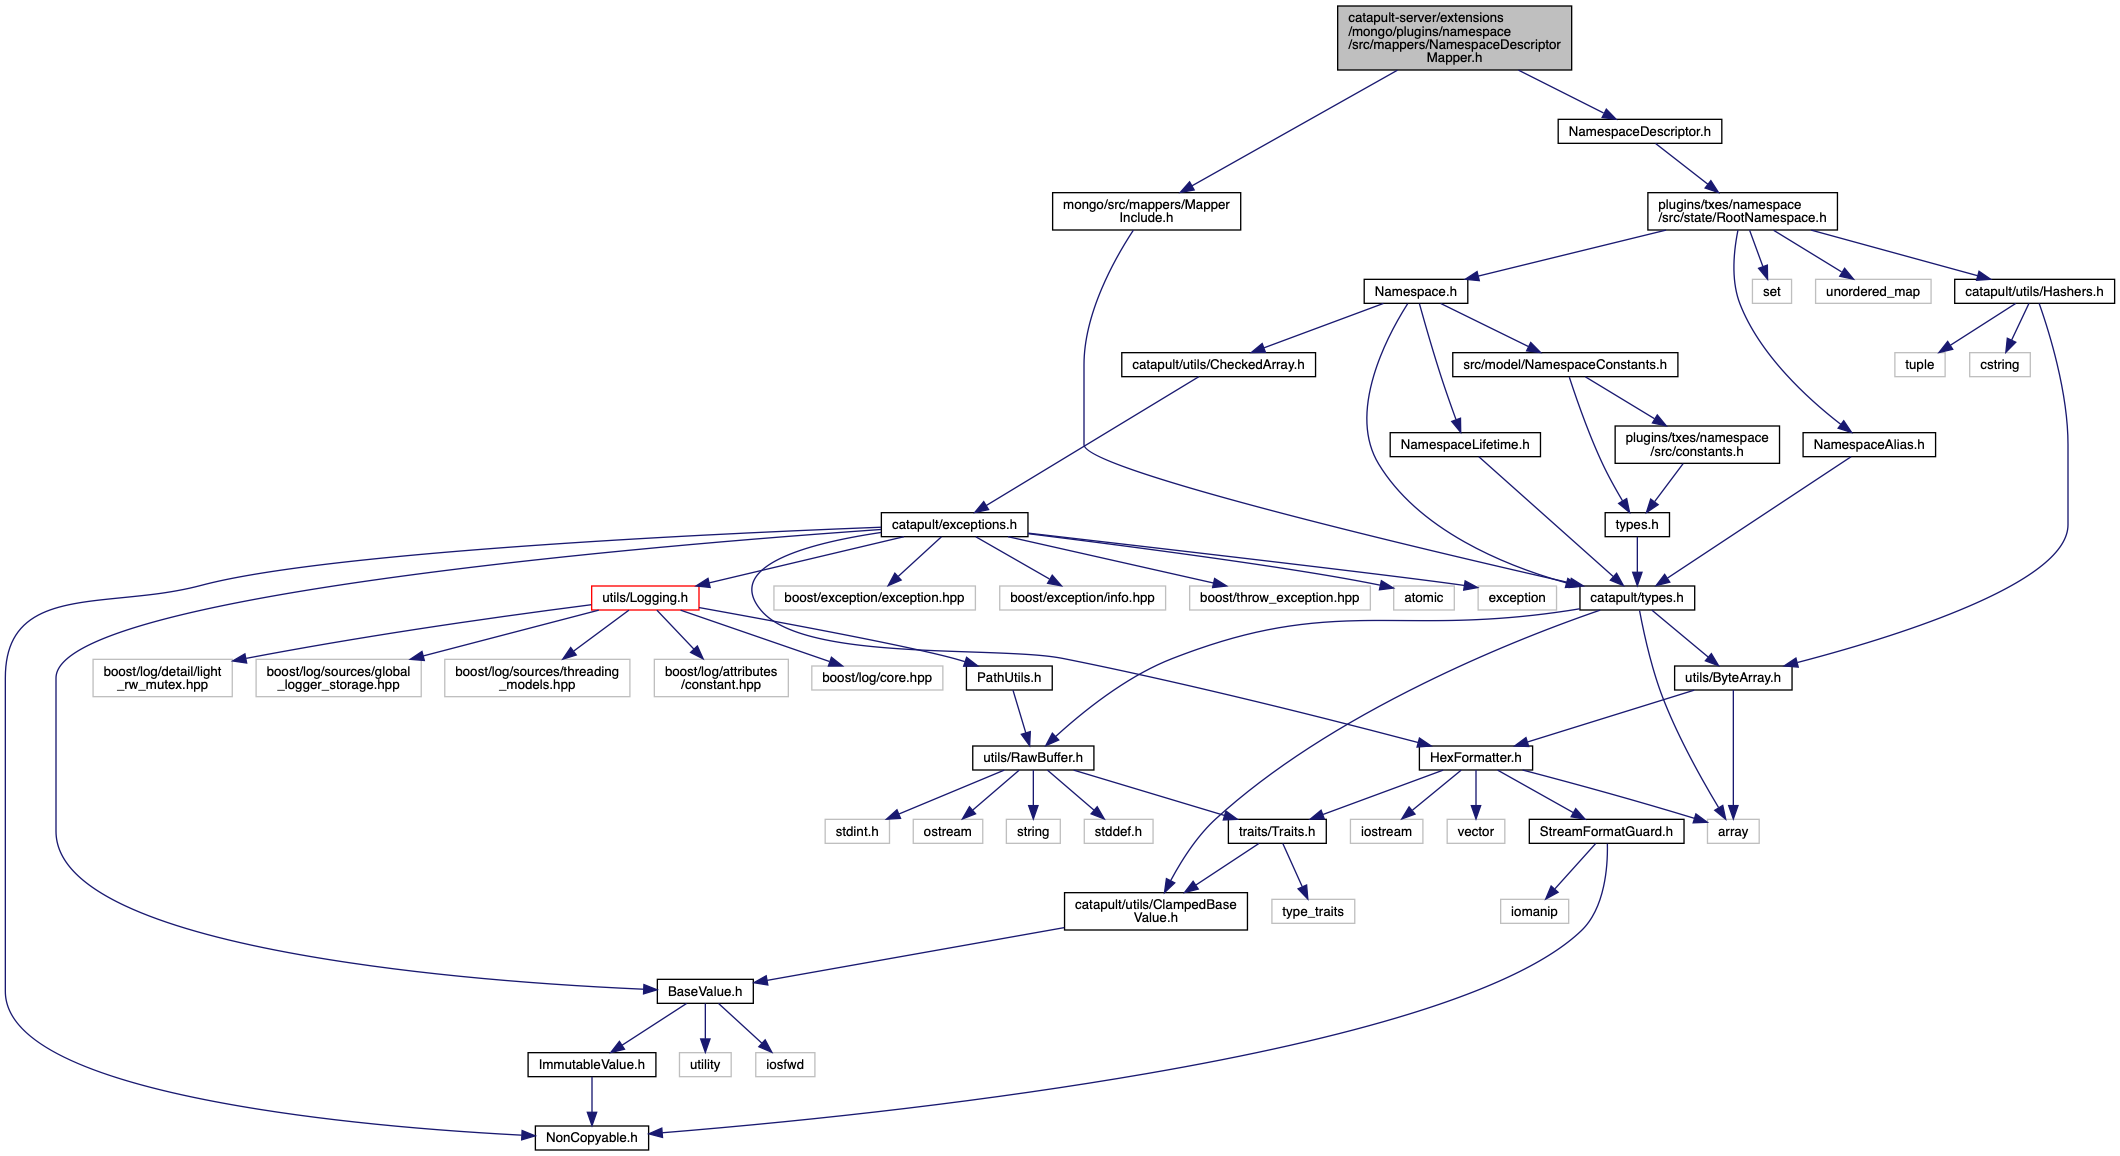 catapult-server/extensions
/mongo/plugins/namespace
/src/mappers/NamespaceDescriptor
Mapper.h
NamespaceDescriptor.h
mongo/src/mappers/Mapper
Include.h
plugins/txes/namespace
/src/state/RootNamespace.h
Namespace.h
set
unordered_map
catapult/utils/Hashers.h
catapult/utils/CheckedArray.h
src/model/NamespaceConstants.h
tuple
cstring
NamespaceLifetime.h
plugins/txes/namespace
/src/constants.h
NamespaceAlias.h
catapult/exceptions.h
types.h
utils/Logging.h
boost/exception/exception.hpp
boost/exception/info.hpp
boost/throw_exception.hpp
atomic
exception
catapult/types.h
boost/log/detail/light
_rw_mutex.hpp
boost/log/sources/global
_logger_storage.hpp
boost/log/sources/threading
_models.hpp
boost/log/attributes
/constant.hpp
boost/log/core.hpp
PathUtils.h
utils/ByteArray.h
utils/RawBuffer.h
HexFormatter.h
stdint.h
ostream
string
stddef.h
traits/Traits.h
iostream
vector
StreamFormatGuard.h
array
catapult/utils/ClampedBase
Value.h
type_traits
iomanip
BaseValue.h
ImmutableValue.h
utility
iosfwd
NonCopyable.h